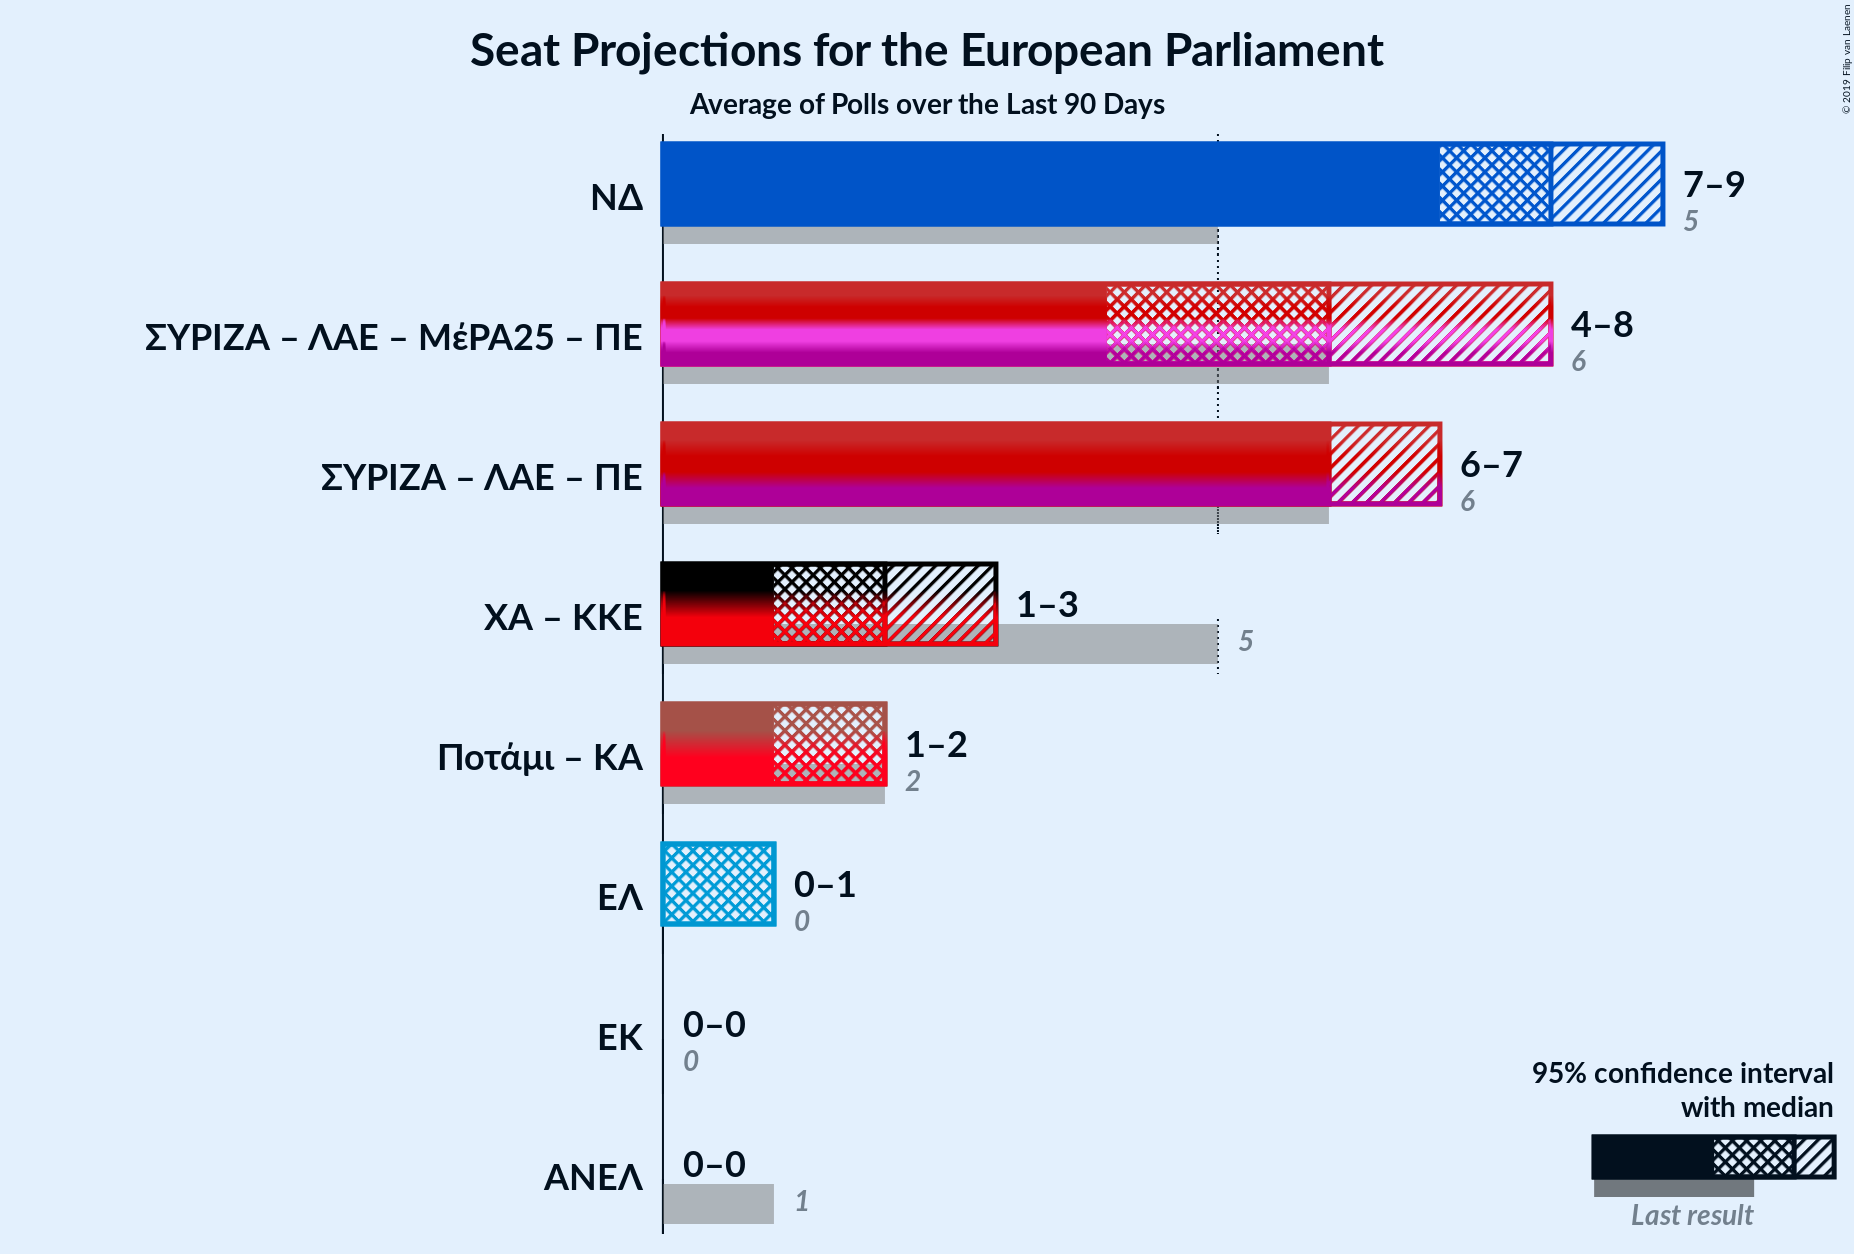 Seat Projections for the European Parliament
Average of Polls over the Last 90 Days
© 2019 Filip van Laenen
ΝΔ
7–9
5
ΣΥΡΙΖΑ – ΛΑΕ – ΜέΡΑ25 – ΠΕ
4–8
6
ΣΥΡΙΖΑ – ΛΑΕ – ΠΕ
6–7
6
ΧΑ – ΚΚΕ
1–3
5
Ποτάμι – ΚΑ
1–2
2
ΕΛ
0–1
0
ΕΚ
0–0
0
ΑΝΕΛ
0–0
1
95% confidence interval
with median
Last result